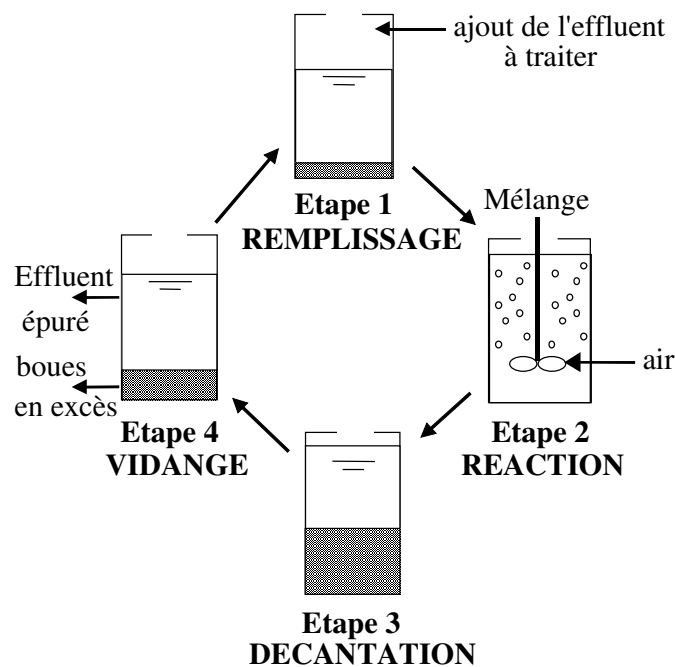 ajout de l'effluent
à traiter
Etape 1
REMPLISSAGE
Mélange
air
Etape 2
REACTION
Etape 3
DECANTATION
Effluent
épuré
boues
en excès
Etape 4
VIDANGE